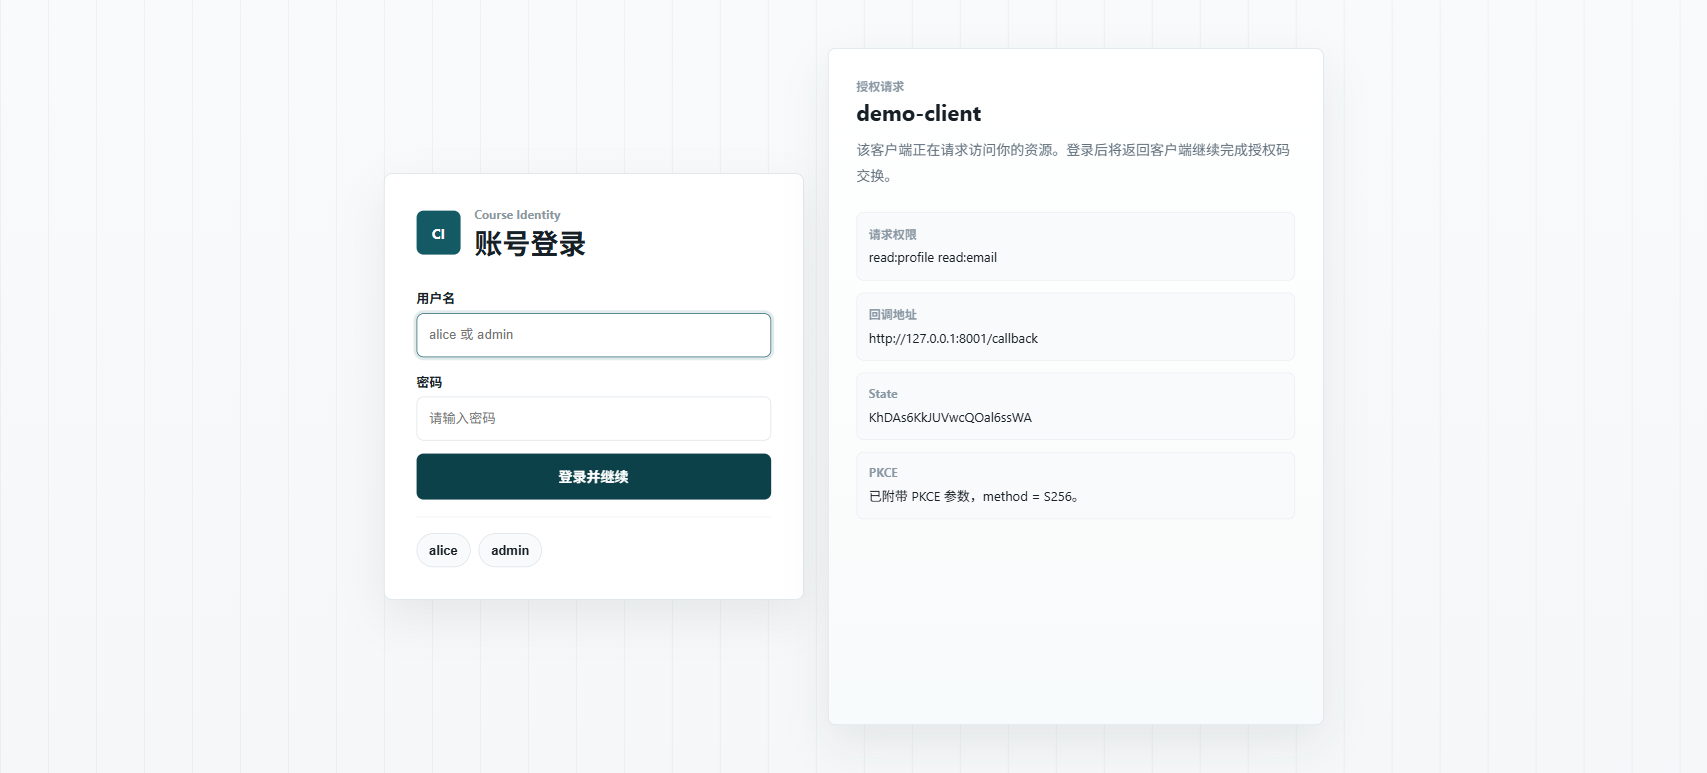 CI
Course Identity
账号登录
用户名
alice 或 admin
密码
请输入密码
登录并继续
alice
admin
授权请求
demo-client
该客户端正在请求访问你的资源。登录后将返回客户端继续完成授权码
交换。
请求权限
read:profile read:email
回调地址
http://127.0.0.1:8001/callback
State
KhDAs6KkJUVwcQOal6ssWA
PKCE
已附带 PKCE 参数，method = S256。